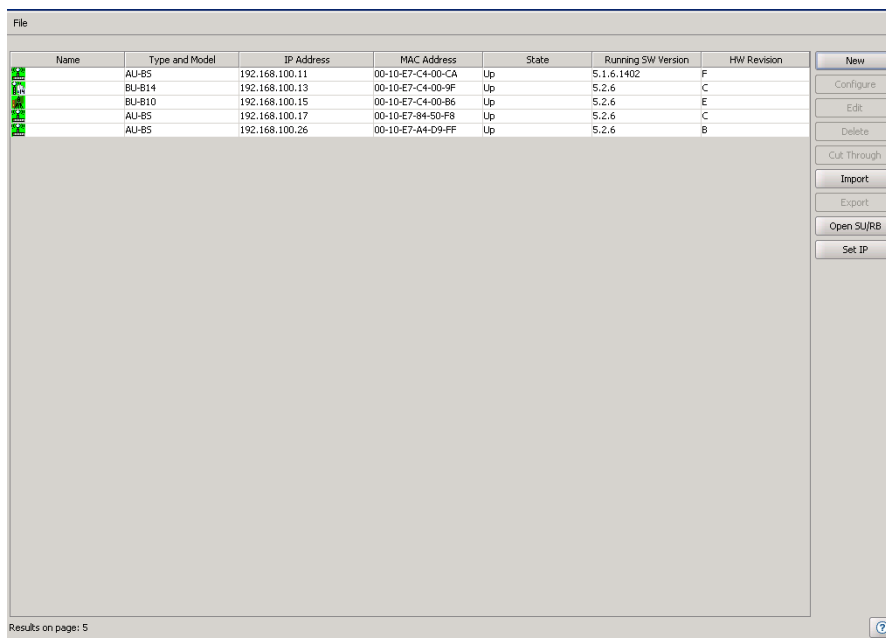 File
Name Type and Model IP Address MAC Address State Running SW Version HW Revision
AU-BS 192.168.100.11 00-10-E7-C4-00-CA Up 5.1.6.1402 F
BU-B14 192.168.100.13 00-10-E7-C4-00-9F Up 5.2.6 C
BU-B10 192.168.100.15 00-10-E7-C4-00-B6 Up 5.2.6 E
AU-BS 192.168.100.17 00-10-E7-84-50-F8 Up 5.2.6 C
AU-BS 192.168.100.26 00-10-E7-A4-D9-FF Up 5.2.6 B
New
Configure
Edit
Delete
Cut Through
Import
Export
Open SU/RB
Set IP
Results on page: 5
?